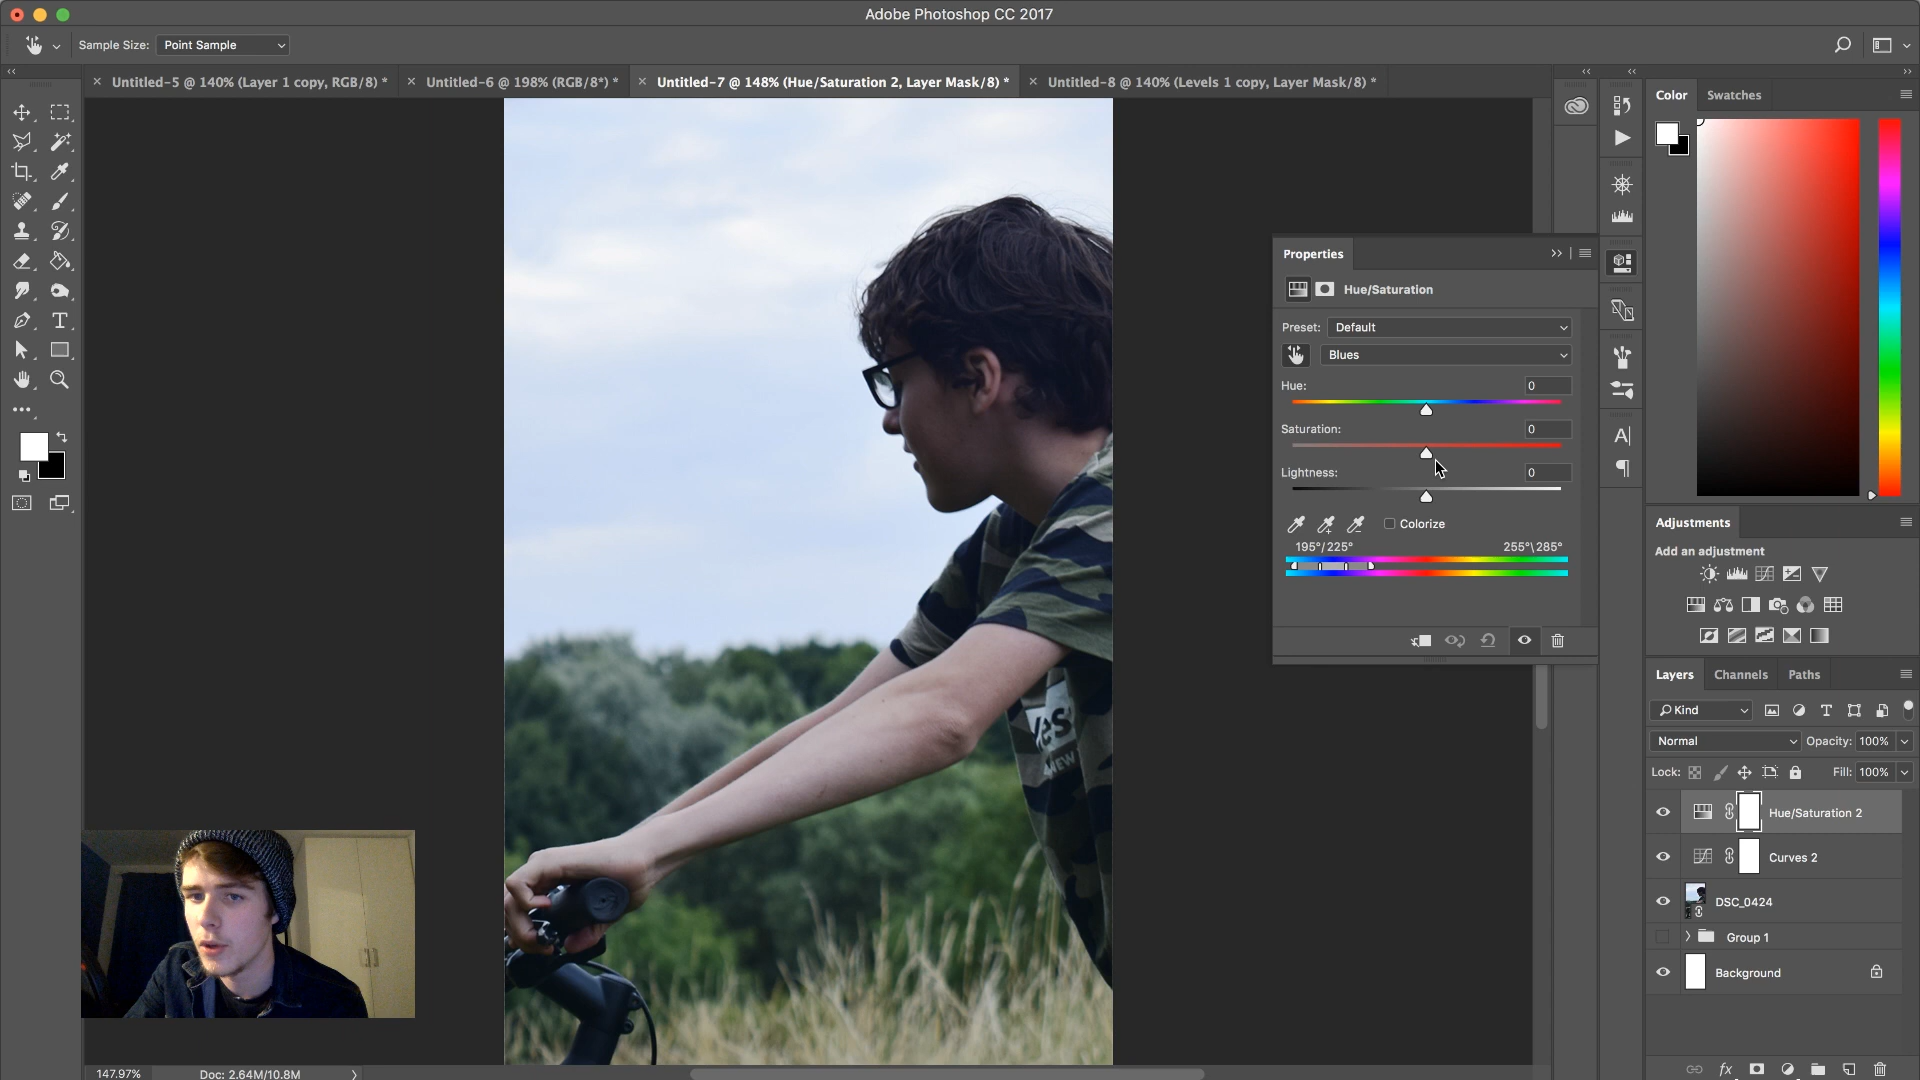 Adobe Photoshop CC 2017
Sample Size: Point Sample
Untitled-5 @ 140% (Layer 1 copy, RGB/8) *
Untitled-6 @ 198% (RGB/8*) *
Untitled-7 @ 148% (Hue/Saturation 2, Layer Mask/8) *
Untitled-8 @ 140% (Levels 1 copy, Layer Mask/8) *
Color Swatches
Properties
Hue/Saturation
Preset: Default
Blues
Hue: 0
Saturation: 0
Lightness: 0
Colorize
195°/225° 255°\285°
Adjustments
Add an adjustment
Layers Channels Paths
Kind
Normal Opacity: 100%
Lock: Fill: 100%
Hue/Saturation 2
Curves 2
DSC_0424
Group 1
Background
147.97% Doc: 2.64M/10.8M